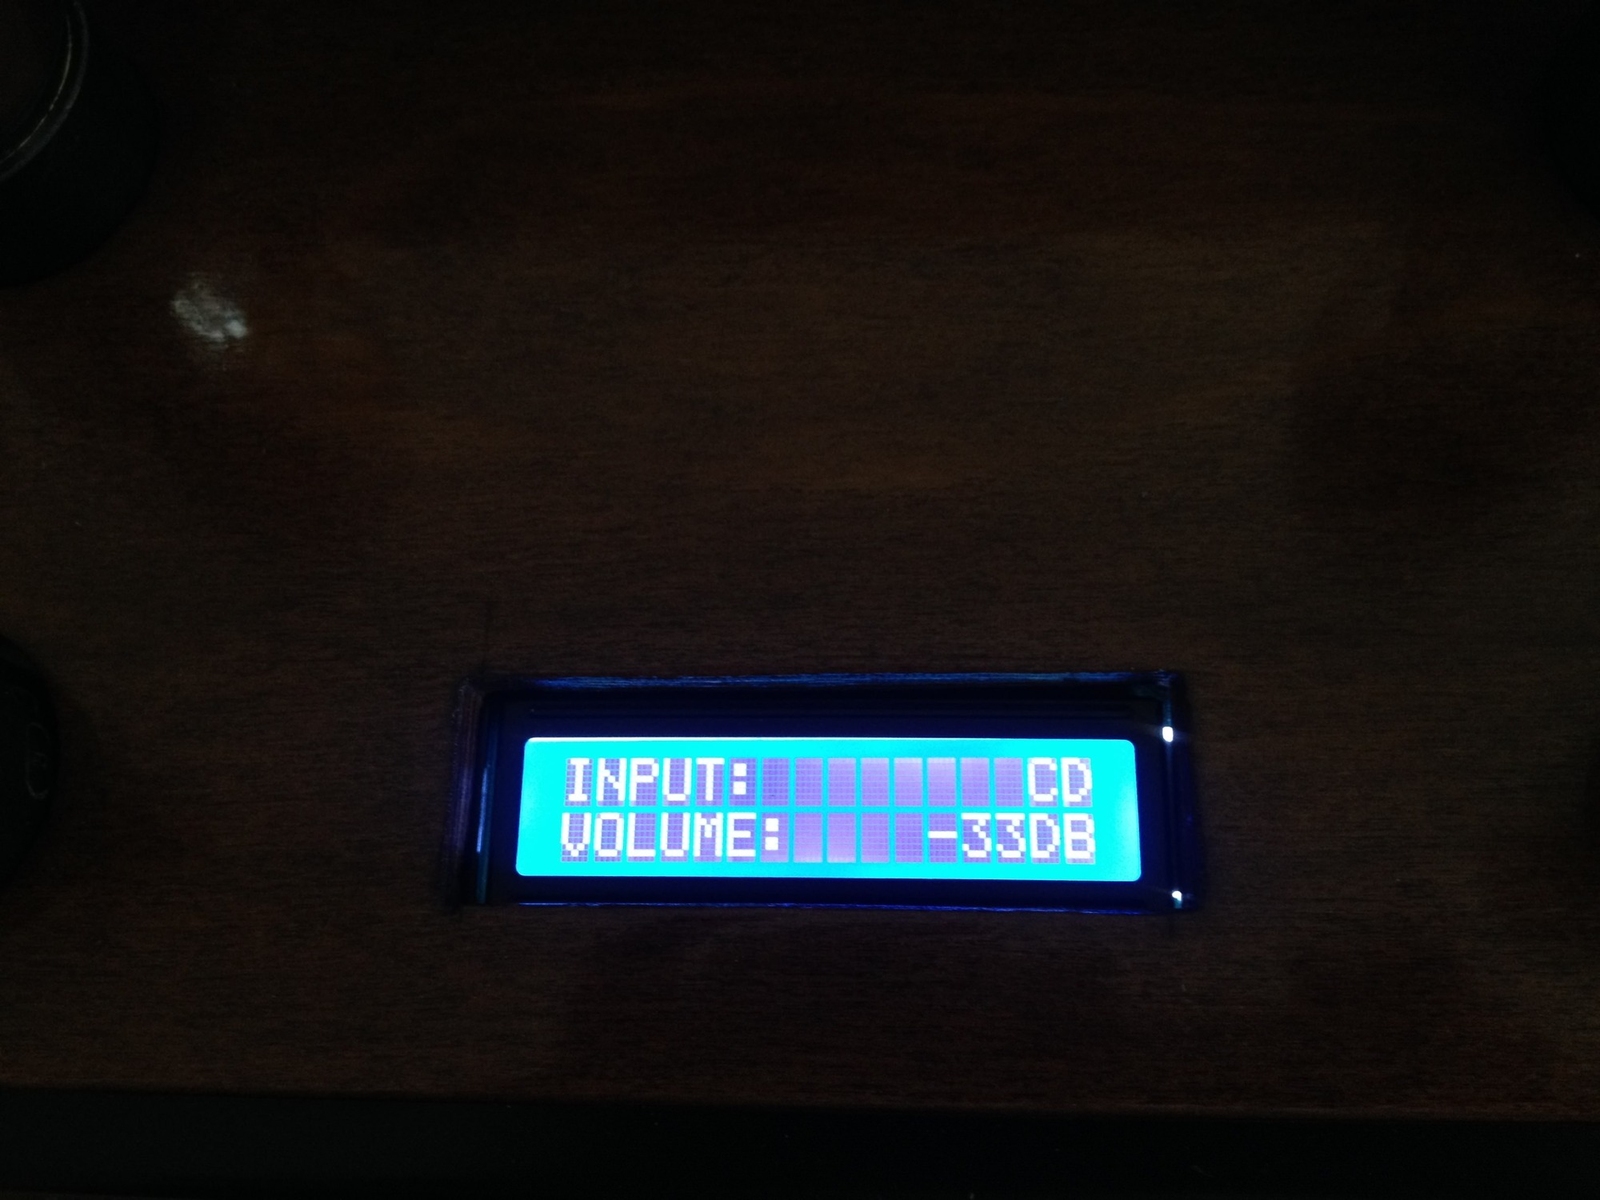 INPUT: CD
VOLUME: -33DB